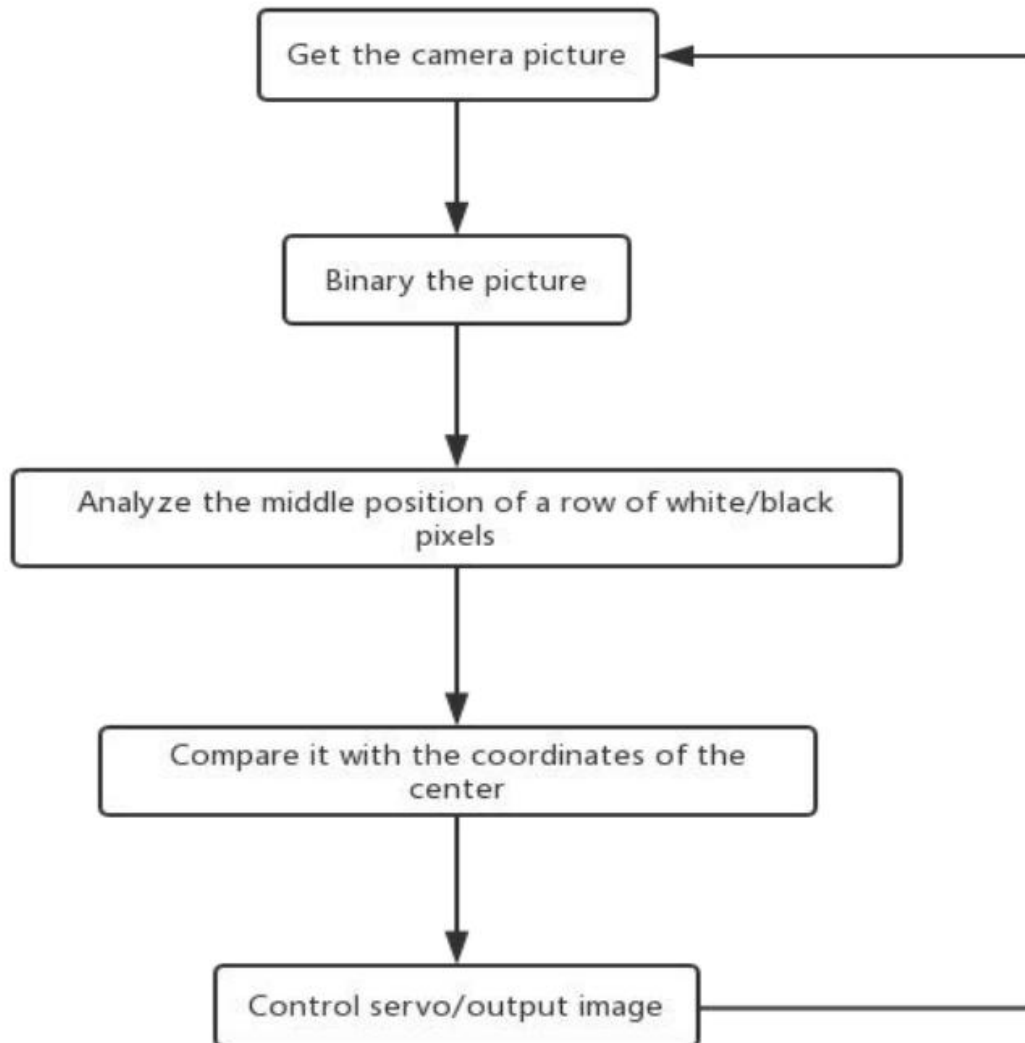 Get the camera picture
Binary the picture
Analyze the middle position of a row of white/black
pixels
Compare it with the coordinates of the
center
Control servo/output image